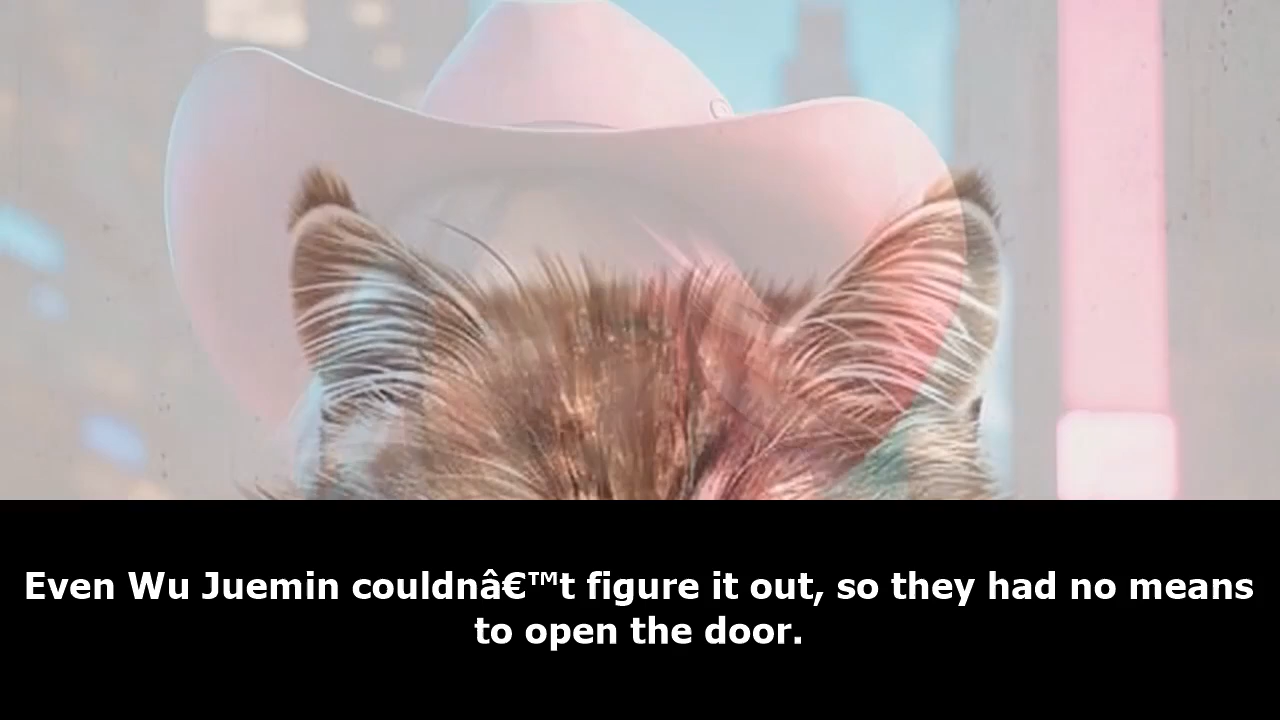 Even Wu Juemin couldnâ€™t figure it out, so they had no means
to open the door.